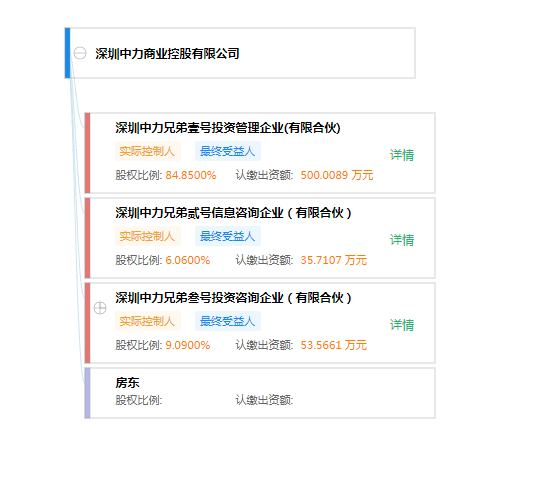 深圳中力商业控股有限公司
深圳中力兄弟壹号投资管理企业(有限合伙)
实际控制人 最终受益人
详情
股权比例: 84.8500% 认缴出资额: 500.0089 万元
深圳中力兄弟贰号信息咨询企业（有限合伙）
实际控制人 最终受益人
详情
股权比例: 6.0600% 认缴出资额: 35.7107 万元
深圳中力兄弟叁号投资咨询企业（有限合伙）
实际控制人 最终受益人
详情
股权比例: 9.0900% 认缴出资额: 53.5661 万元
房东
股权比例: 认缴出资额: